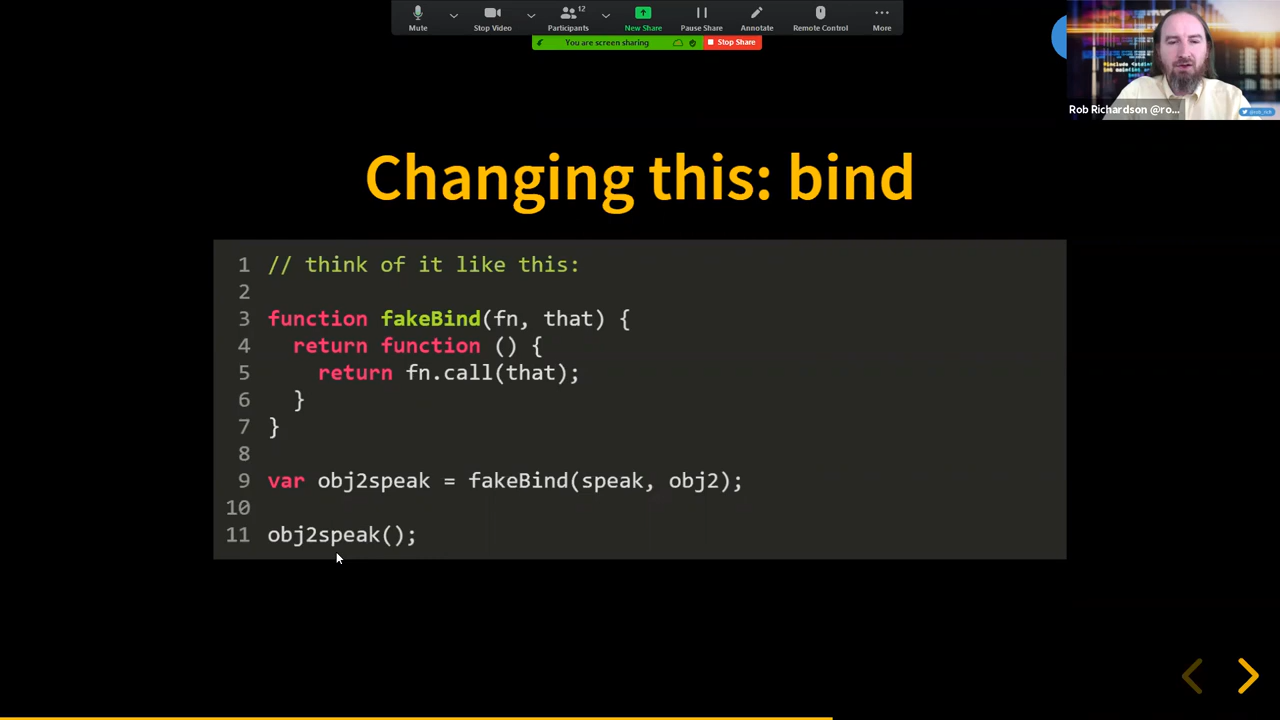 Mute
Stop Video
12
Participants
New Share
Pause Share
Annotate
Remote Control
More
You are screen sharing
Stop Share
Rob Richardson @ro...
Changing this: bind
1 // think of it like this:
2
3 function fakeBind(fn, that) {
4 return function () {
5 return fn.call(that);
6 }
7 }
8
9 var obj2speak = fakeBind(speak, obj2);
10
11 obj2speak();